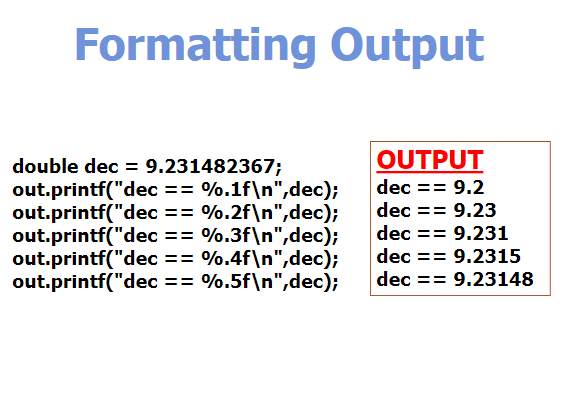 Formatting Output
double dec = 9.231482367;
out.printf("dec == %.1f\n",dec);
out.printf("dec == %.2f\n",dec);
out.printf("dec == %.3f\n",dec);
out.printf("dec == %.4f\n",dec);
out.printf("dec == %.5f\n",dec);
OUTPUT
dec == 9.2
dec == 9.23
dec == 9.231
dec == 9.2315
dec == 9.23148